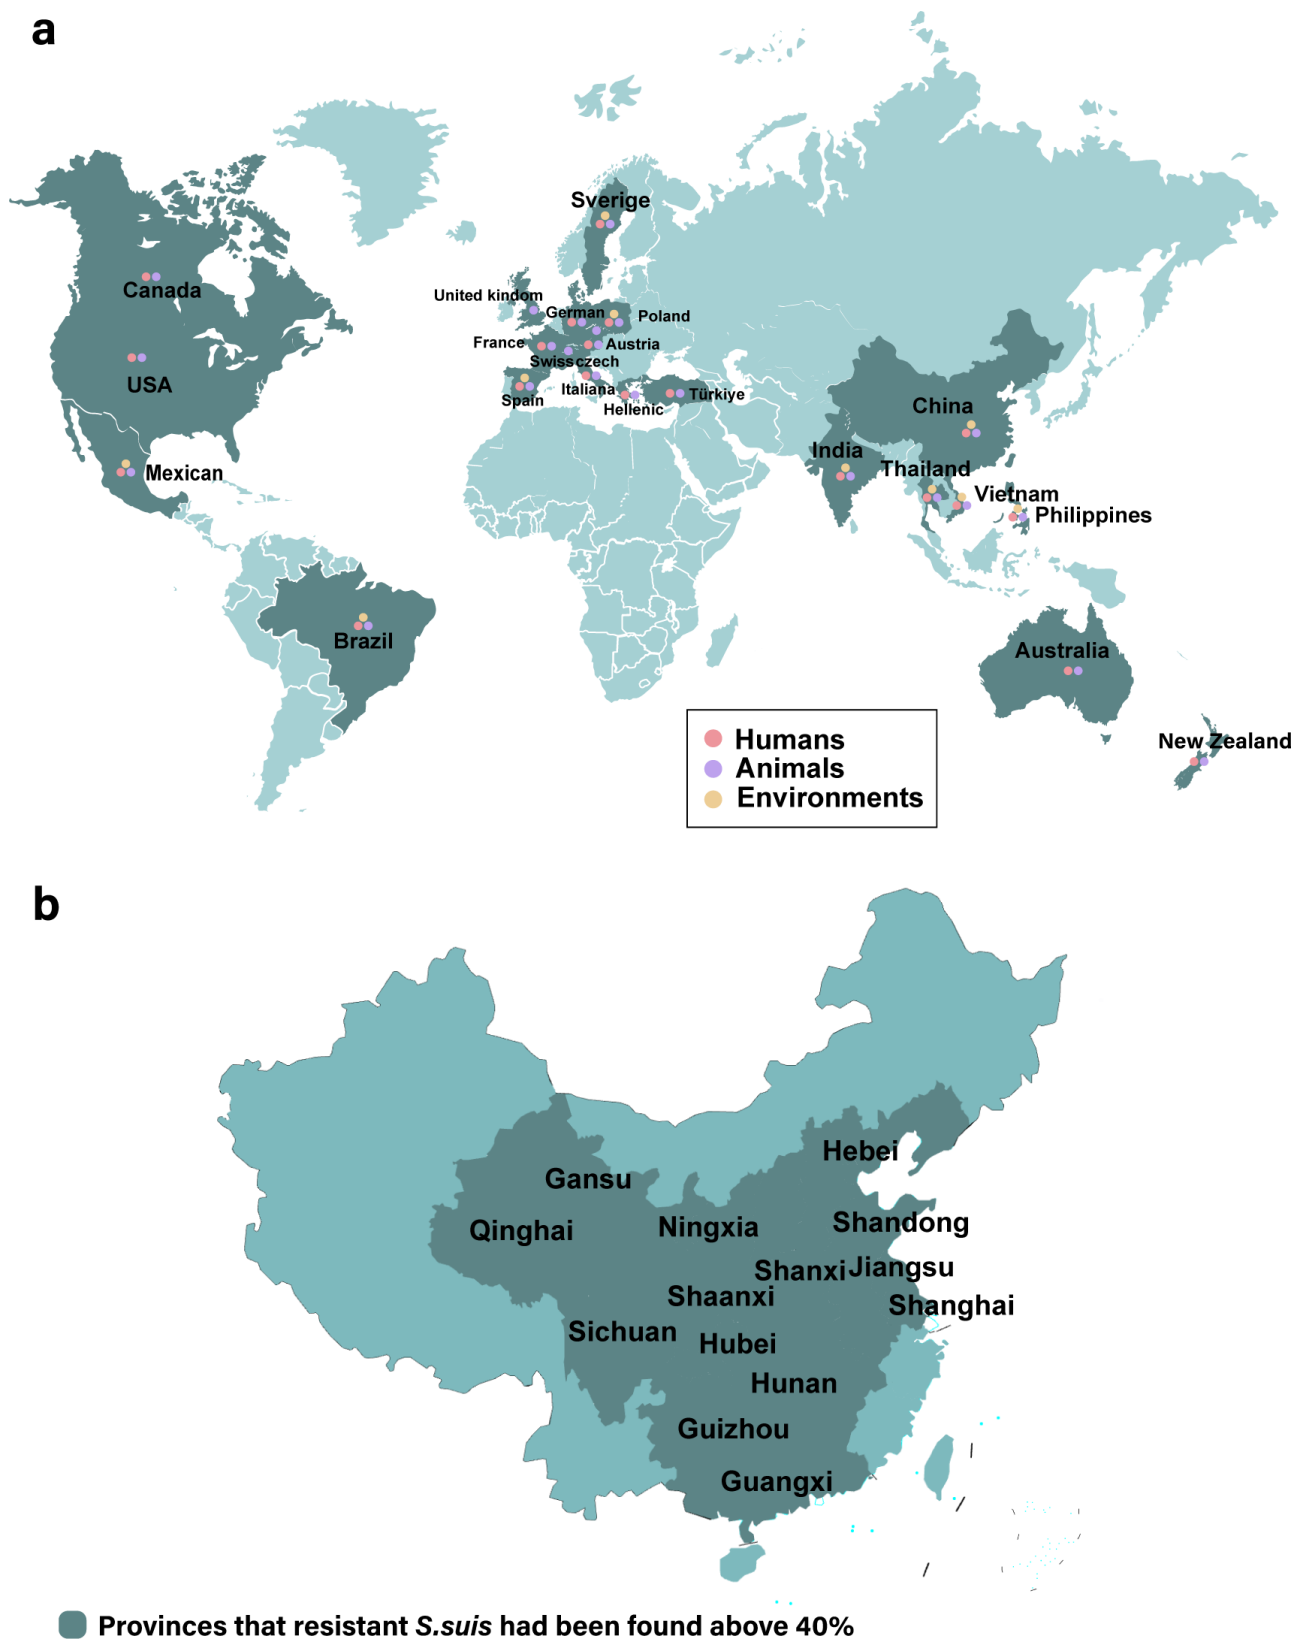 a
Sverige
Canada
United kindom
German
Poland
France
Austria
Swiss czech
USA
Italiana
Türkiye
Spain
Hellenic
China
India
Mexican
Thailand
Vietnam
Philippines
Brazil
Australia
New Zealand
Humans
Animals
Environments
b
Hebei
Gansu
Qinghai
Ningxia
Shandong
Shanxi
Jiangsu
Shaanxi
Shanghai
Sichuan
Hubei
Hunan
Guizhou
Guangxi
Provinces that resistant S.suis had been found above 40%